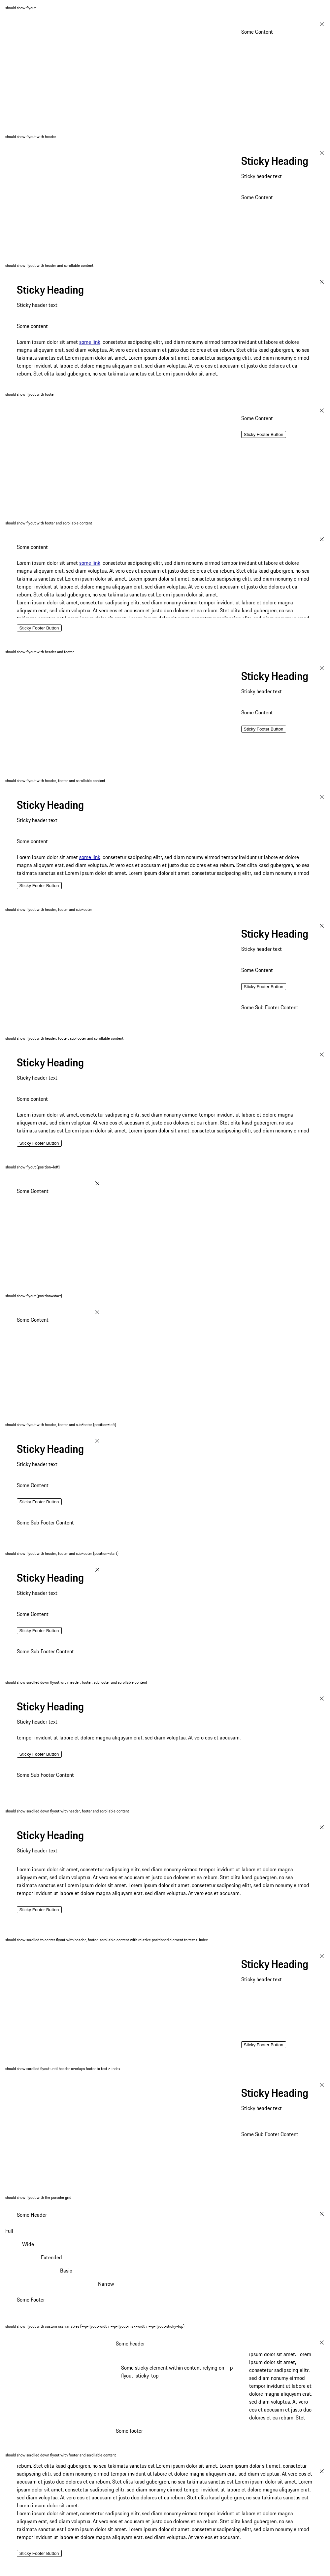 should show flyout
Some Content
should show flyout with header
Sticky Heading
Sticky header text
Some Content
should show flyout with header and scrollable content
Sticky Heading
Sticky header text
Some content
Lorem ipsum dolor sit amet some link, consetetur sadipscing elitr, sed diam nonumy eirmod tempor invidunt ut labore et dolore
magna aliquyam erat, sed diam voluptua. At vero eos et accusam et justo duo dolores et ea rebum. Stet clita kasd gubergren, no sea
takimata sanctus est Lorem ipsum dolor sit amet. Lorem ipsum dolor sit amet, consetetur sadipscing elitr, sed diam nonumy eirmod
tempor invidunt ut labore et dolore magna aliquyam erat, sed diam voluptua. At vero eos et accusam et justo duo dolores et ea
rebum. Stet clita kasd gubergren, no sea takimata sanctus est Lorem ipsum dolor sit amet.
should show flyout with footer
Some Content
Sticky Footer Button
should show flyout with footer and scrollable content
Some content
Lorem ipsum dolor sit amet some link, consetetur sadipscing elitr, sed diam nonumy eirmod tempor invidunt ut labore et dolore
magna aliquyam erat, sed diam voluptua. At vero eos et accusam et justo duo dolores et ea rebum. Stet clita kasd gubergren, no sea
takimata sanctus est Lorem ipsum dolor sit amet. Lorem ipsum dolor sit amet, consetetur sadipscing elitr, sed diam nonumy eirmod
tempor invidunt ut labore et dolore magna aliquyam erat, sed diam voluptua. At vero eos et accusam et justo duo dolores et ea
rebum. Stet clita kasd gubergren, no sea takimata sanctus est Lorem ipsum dolor sit amet.
Lorem ipsum dolor sit amet, consetetur sadipscing elitr, sed diam nonumy eirmod tempor invidunt ut labore et dolore magna
aliquyam erat, sed diam voluptua. At vero eos et accusam et justo duo dolores et ea rebum. Stet clita kasd gubergren, no sea
takimata sanctus est Lorem ipsum dolor sit amet. Lorem ipsum dolor sit amet, consetetur sadipscing elitr, sed diam nonumy eirmod
Sticky Footer Button
should show flyout with header and footer
Sticky Heading
Sticky header text
Some Content
Sticky Footer Button
should show flyout with header, footer and scrollable content
Sticky Heading
Sticky header text
Some content
Lorem ipsum dolor sit amet some link, consetetur sadipscing elitr, sed diam nonumy eirmod tempor invidunt ut labore et dolore
magna aliquyam erat, sed diam voluptua. At vero eos et accusam et justo duo dolores et ea rebum. Stet clita kasd gubergren, no sea
takimata sanctus est Lorem ipsum dolor sit amet. Lorem ipsum dolor sit amet, consetetur sadipscing elitr, sed diam nonumy eirmod
Sticky Footer Button
should show flyout with header, footer and subFooter
Sticky Heading
Sticky header text
Some Content
Sticky Footer Button
Some Sub Footer Content
should show flyout with header, footer, subFooter and scrollable content
Sticky Heading
Sticky header text
Some content
Lorem ipsum dolor sit amet, consetetur sadipscing elitr, sed diam nonumy eirmod tempor invidunt ut labore et dolore magna
aliquyam erat, sed diam voluptua. At vero eos et accusam et justo duo dolores et ea rebum. Stet clita kasd gubergren, no sea
takimata sanctus est Lorem ipsum dolor sit amet. Lorem ipsum dolor sit amet, consetetur sadipscing elitr, sed diam nonumy eirmod
Sticky Footer Button
should show flyout (position=left)
Some Content
should show flyout (position=start)
Some Content
should show flyout with header, footer and subFooter (position=left)
Sticky Heading
Sticky header text
Some Content
Sticky Footer Button
Some Sub Footer Content
should show flyout with header, footer and subFooter (position=start)
Sticky Heading
Sticky header text
Some Content
Sticky Footer Button
Some Sub Footer Content
should show scrolled down flyout with header, footer, subFooter and scrollable content
Sticky Heading
Sticky header text
tempor invidunt ut labore et dolore magna aliquyam erat, sed diam voluptua. At vero eos et accusam.
Sticky Footer Button
Some Sub Footer Content
should show scrolled down flyout with header, footer and scrollable content
Sticky Heading
Sticky header text
Lorem ipsum dolor sit amet, consetetur sadipscing elitr, sed diam nonumy eirmod tempor invidunt ut labore et dolore magna
aliquyam erat, sed diam voluptua. At vero eos et accusam et justo duo dolores et ea rebum. Stet clita kasd gubergren, no sea
takimata sanctus est Lorem ipsum dolor sit amet. Lorem ipsum dolor sit amet, consetetur sadipscing elitr, sed diam nonumy eirmod
tempor invidunt ut labore et dolore magna aliquyam erat, sed diam voluptua. At vero eos et accusam.
Sticky Footer Button
should show scrolled to center flyout with header, footer, scrollable content with relative positioned element to test z-index
Sticky Heading
Sticky header text
Sticky Footer Button
should show scrolled flyout until header overlaps footer to test z-index
Sticky Heading
Sticky header text
Some Sub Footer Content
should show flyout with the porsche grid
Some Header
Full
Wide
Extended
Basic
Narrow
Some Footer
should show flyout with custom css variables (--p-flyout-width, --p-flyout-max-width, --p-flyout-sticky-top)
Some header
ipsum dolor sit amet. Lorem
ipsum dolor sit amet,
Some sticky element within content relying on --p-
flyout-sticky-top
consetetur sadipscing elitr,
sed diam nonumy eirmod
tempor invidunt ut labore et
dolore magna aliquyam erat,
sed diam voluptua. At vero
eos et accusam et justo duo
dolores et ea rebum. Stet
Some footer
should show scrolled down flyout with footer and scrollable content
rebum. Stet clita kasd gubergren, no sea takimata sanctus est Lorem ipsum dolor sit amet. Lorem ipsum dolor sit amet, consetetur
sadipscing elitr, sed diam nonumy eirmod tempor invidunt ut labore et dolore magna aliquyam erat, sed diam voluptua. At vero eos et
accusam et justo duo dolores et ea rebum. Stet clita kasd gubergren, no sea takimata sanctus est Lorem ipsum dolor sit amet. Lorem
ipsum dolor sit amet, consetetur sadipscing elitr, sed diam nonumy eirmod tempor invidunt ut labore et dolore magna aliquyam erat,
sed diam voluptua. At vero eos et accusam et justo duo dolores et ea rebum. Stet clita kasd gubergren, no sea takimata sanctus est
Lorem ipsum dolor sit amet.
Lorem ipsum dolor sit amet, consetetur sadipscing elitr, sed diam nonumy eirmod tempor invidunt ut labore et dolore magna
aliquyam erat, sed diam voluptua. At vero eos et accusam et justo duo dolores et ea rebum. Stet clita kasd gubergren, no sea
takimata sanctus est Lorem ipsum dolor sit amet. Lorem ipsum dolor sit amet, consetetur sadipscing elitr, sed diam nonumy eirmod
tempor invidunt ut labore et dolore magna aliquyam erat, sed diam voluptua. At vero eos et accusam.
Sticky Footer Button